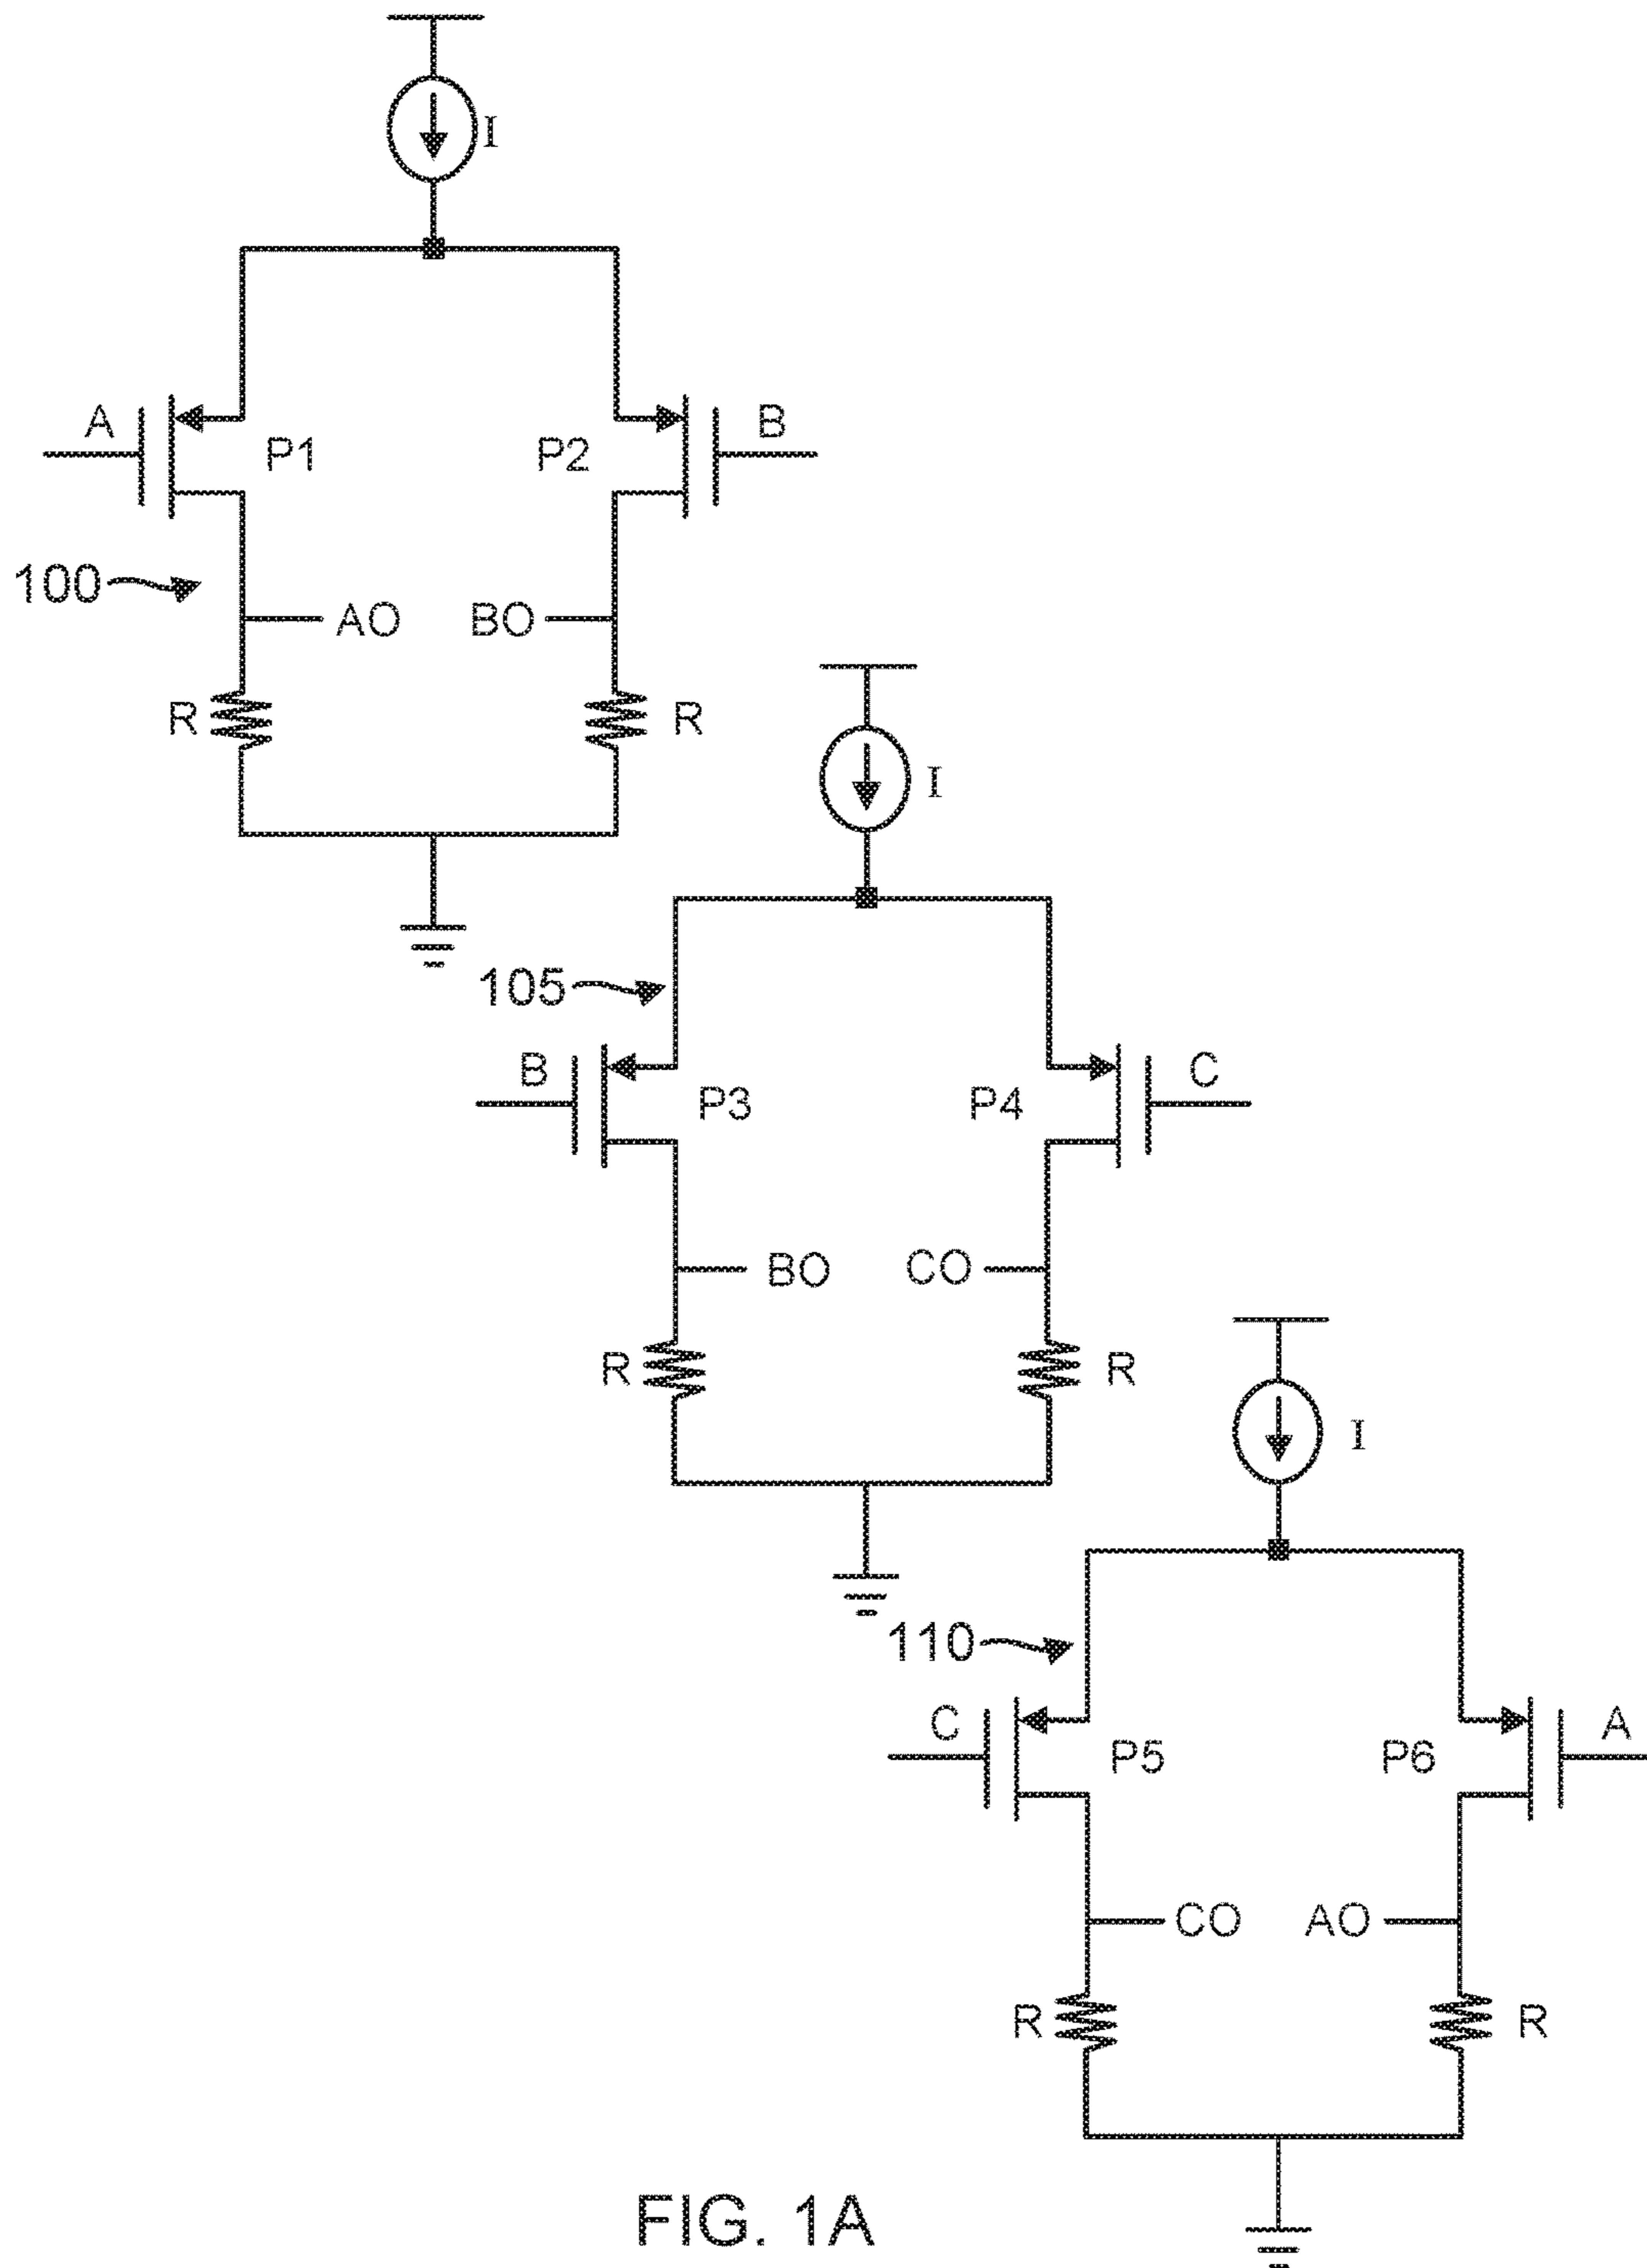 I
A P1 P2 B
100
AO BO
R R
I
105
B P3 P4 C
BO CO
R R
I
110
C P5 P6 A
CO AO
R R
FIG. 1A